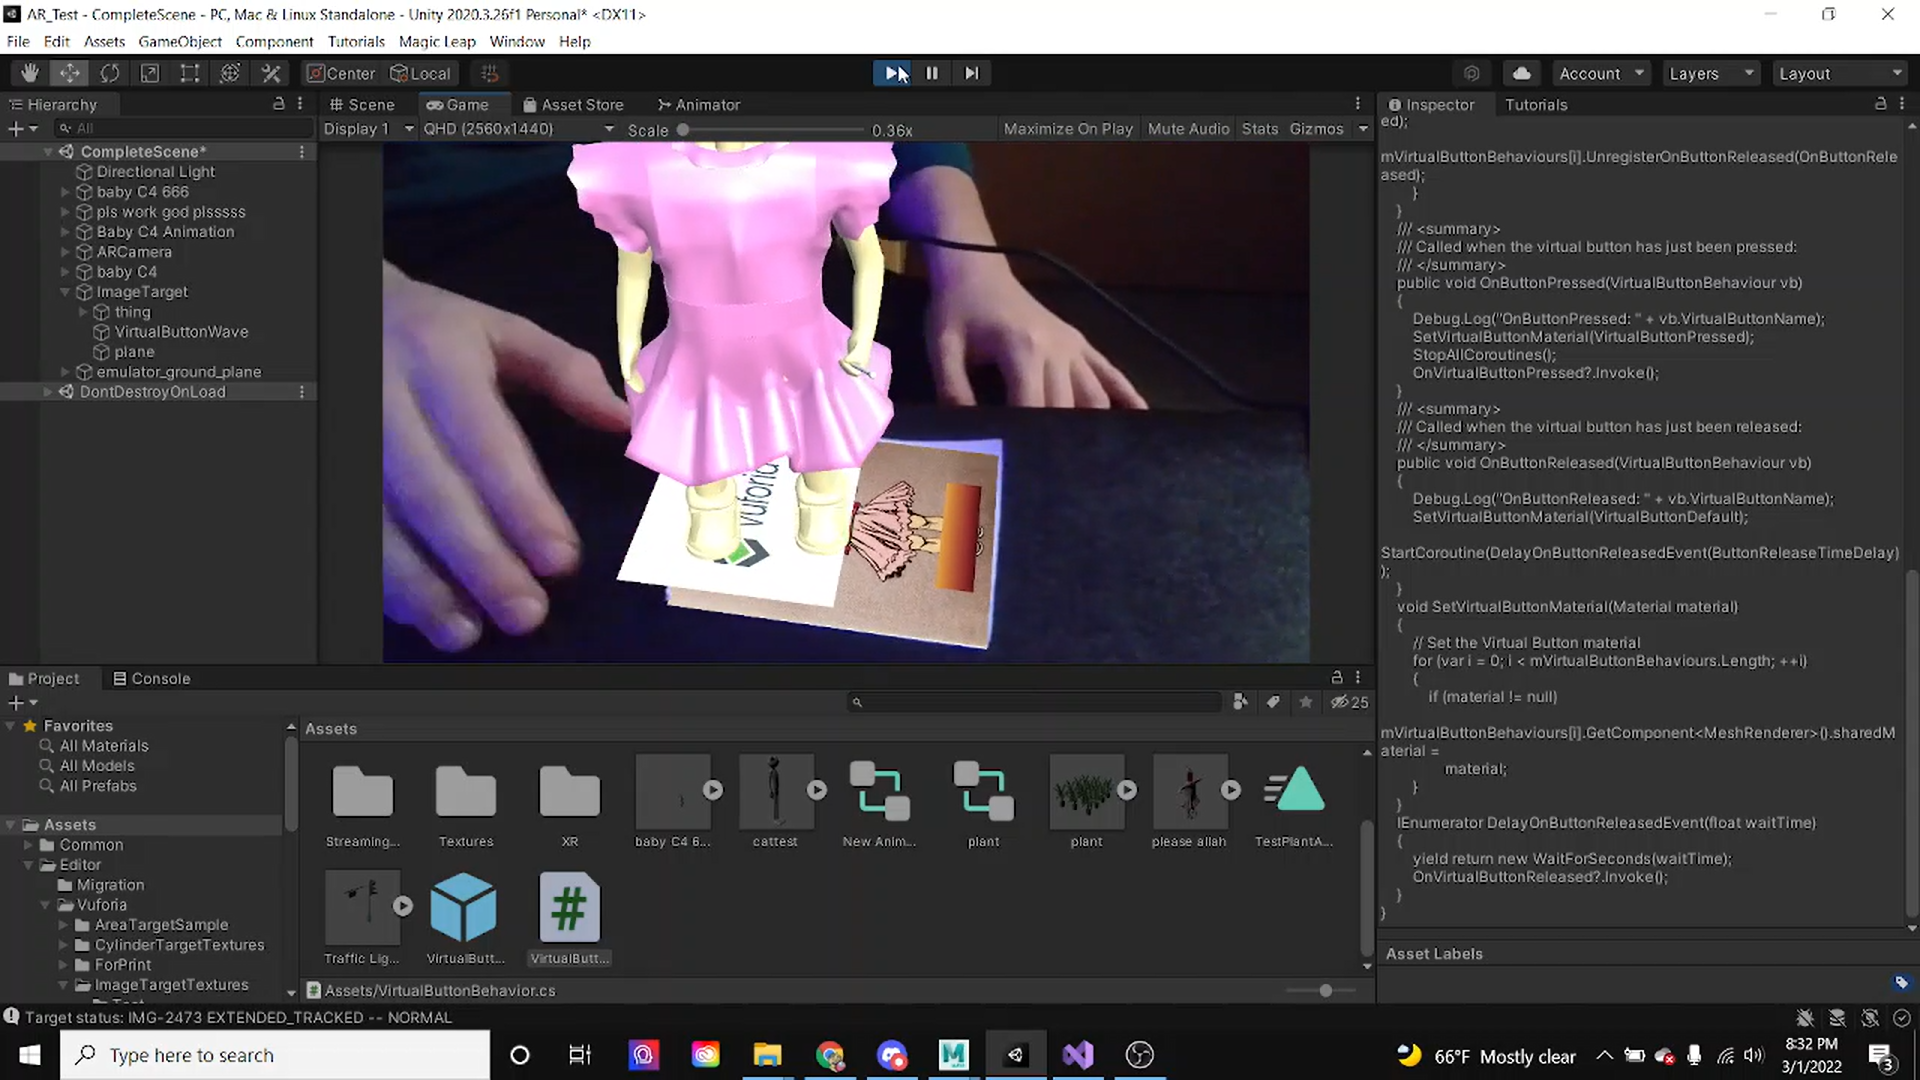 AR_Test - CompleteScene - PC, Mac & Linux Standalone - Unity 2020.3.26f1 Personal* <DX11>
File Edit Assets GameObject Component Tutorials Magic Leap Window Help
Center Local Account Layers Layout
Hierarchy
All
CompleteScene*
Directional Light
baby C4 666
pls work god plsssss
Baby C4 Animation
ARCamera
baby C4
ImageTarget
thing
VirtualButtonWave
plane
emulator_ground_plane
DontDestroyOnLoad
Scene Game Asset Store Animator
Display 1 QHD (2560x1440) Scale 0.36x Maximize On Play Mute Audio Stats Gizmos
vuforia
Inspector Tutorials
ed);
mVirtualButtonBehaviours[i].UnregisterOnButtonReleased(OnButtonRele
ased);
}
}
/// <summary>
/// Called when the virtual button has just been pressed:
/// </summary>
public void OnButtonPressed(VirtualButtonBehaviour vb)
{
Debug.Log("OnButtonPressed: " + vb.VirtualButtonName);
SetVirtualButtonMaterial(VirtualButtonPressed);
StopAllCoroutines();
OnVirtualButtonPressed?.Invoke();
}
/// <summary>
/// Called when the virtual button has just been released:
/// </summary>
public void OnButtonReleased(VirtualButtonBehaviour vb)
{
Debug.Log("OnButtonReleased: " + vb.VirtualButtonName);
SetVirtualButtonMaterial(VirtualButtonDefault);
StartCoroutine(DelayOnButtonReleasedEvent(ButtonReleaseTimeDelay)
);
}
void SetVirtualButtonMaterial(Material material)
{
// Set the Virtual Button material
for (var i = 0; i < mVirtualButtonBehaviours.Length; ++i)
{
if (material != null)
mVirtualButtonBehaviours[i].GetComponent<MeshRenderer>().sharedM
aterial =
material;
}
}
IEnumerator DelayOnButtonReleasedEvent(float waitTime)
{
yield return new WaitForSeconds(waitTime);
OnVirtualButtonReleased?.Invoke();
}
}
Asset Labels
Project Console
25
Favorites
All Materials
All Models
All Prefabs
Assets
Common
Editor
Migration
Vuforia
AreaTargetSample
CylinderTargetTextures
ForPrint
ImageTargetTextures
Assets
Streaming... Textures XR baby C4 6... cattest New Anim... plant plant please allah TestPlantA...
Traffic Lig... VirtualButt... VirtualButt...
Assets/VirtualButtonBehavior.cs
Target status: IMG-2473 EXTENDED_TRACKED -- NORMAL
Type here to search
66°F Mostly clear
8:32 PM
3/1/2022
3